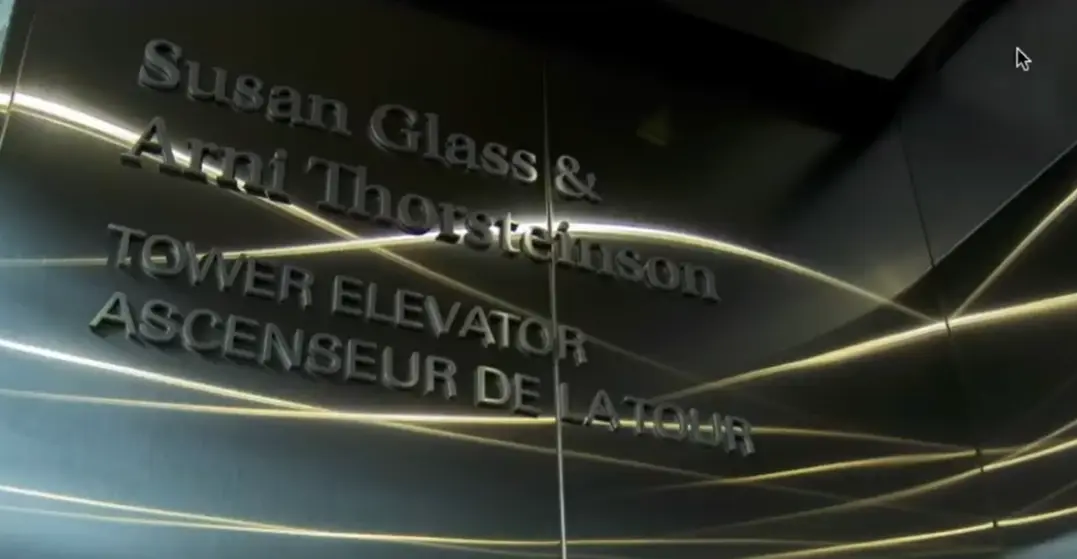 Susan Glass &
Arni Thorsteinson
TOWER ELEVATOR
ASCENSEUR DE LA TOUR